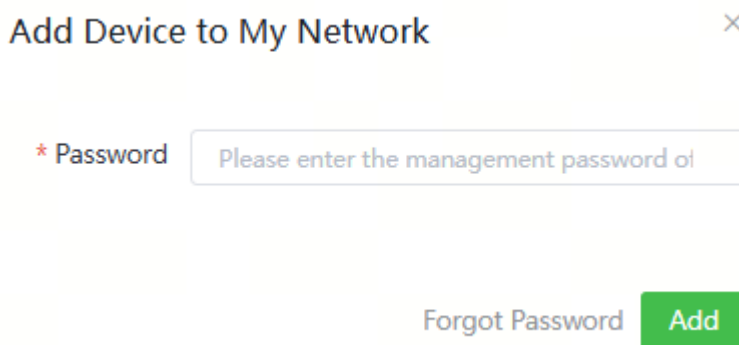 Add Device to My Network
* Password Please enter the management password of
Forgot Password Add